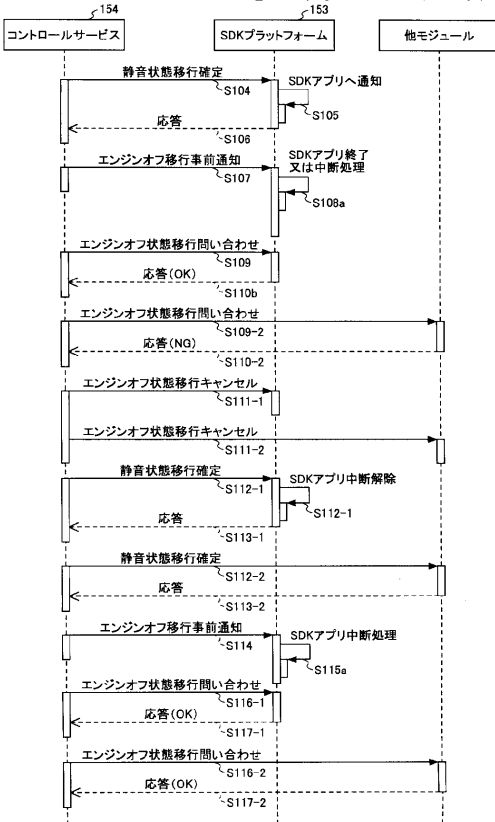 154
153
コントロールサービス
SDKプラットフォーム
他モジュール
静音状態移行確定
S104
SDKアプリへ通知
S105
応答
S106
エンジンオフ移行事前通知
S107
SDKアプリ終了
又は中断処理
S108a
エンジンオフ状態移行問い合わせ
S109
応答(OK)
S110b
エンジンオフ状態移行問い合わせ
S109-2
応答(NG)
S110-2
エンジンオフ状態移行キャンセル
S111-1
エンジンオフ状態移行キャンセル
S111-2
静音状態移行確定
S112-1
SDKアプリ中断解除
S112-1
応答
S113-1
静音状態移行確定
S112-2
応答
S113-2
エンジンオフ移行事前通知
S114
SDKアプリ中断処理
S115a
エンジンオフ状態移行問い合わせ
S116-1
応答(OK)
S117-1
エンジンオフ状態移行問い合わせ
S116-2
応答(OK)
S117-2